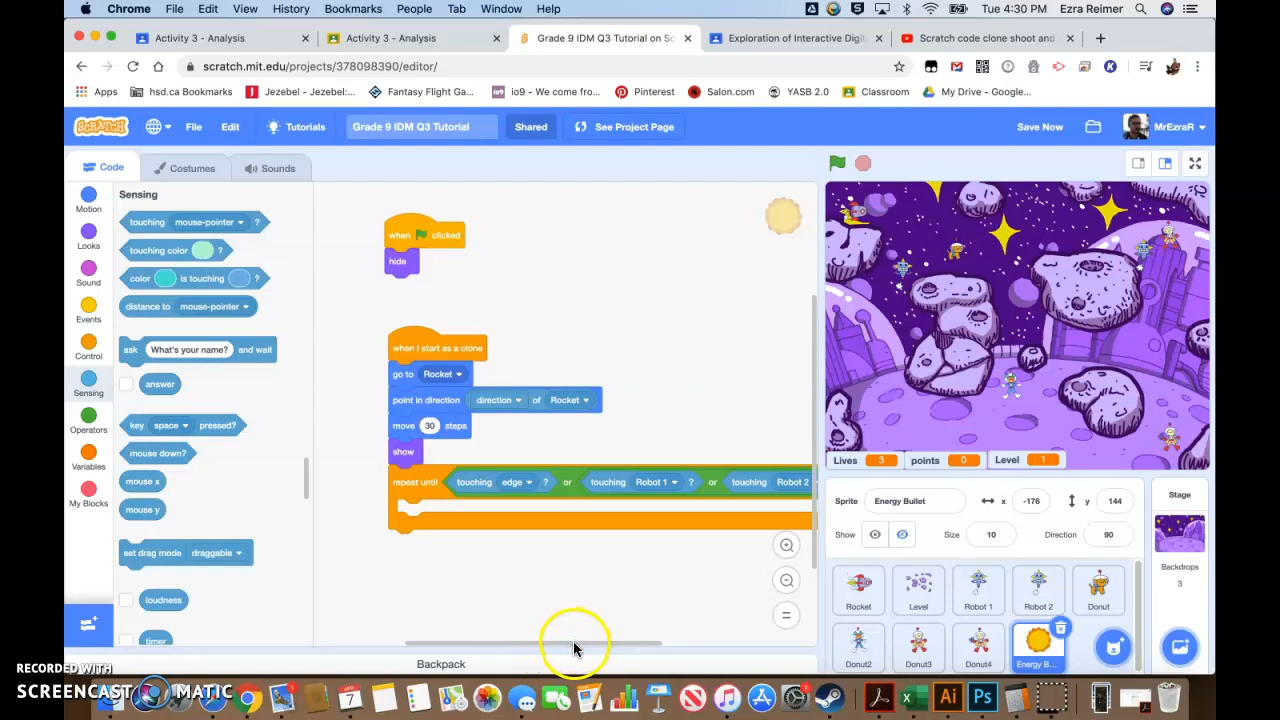 Chrome File Edit View History Bookmarks People Tab Window Help Tue 4:30 PM Ezra Reimer
Activity 3 - Analysis × Activity 3 - Analysis × Grade 9 IDM Q3 Tutorial on Sc × Exploration of Interactive Digit × Scratch code clone shoot and × +
scratch.mit.edu/projects/378098390/editor/
Apps hsd.ca Bookmarks Jezebel - Jezebel:... Fantasy Flight Ga... io9 - We come fro... Pinterest Salon.com YASB 2.0 Classroom My Drive - Google...
SCRATCH File Edit Tutorials Grade 9 IDM Q3 Tutorial Shared See Project Page Save Now MrEzraR
Code Costumes Sounds
Motion
Looks
Sound
Events
Control
Sensing
Operators
Variables
My Blocks
Sensing
touching mouse-pointer ?
touching color ?
color is touching ?
distance to mouse-pointer
ask What's your name? and wait
answer
key space pressed?
mouse down?
mouse x
mouse y
set drag mode draggable
loudness
timer
when clicked
hide
when I start as a clone
go to Rocket
point in direction direction of Rocket
move 30 steps
show
repeat until touching edge ? or touching Robot 1 ? or touching Robot 2
Backpack
Lives 3 points 0 Level 1
Sprite Energy Bullet x -176 y 144
Show Size 10 Direction 90
Rocket Level Robot 1 Robot 2 Donut
Donut2 Donut3 Donut4 Energy B...
Stage
Backdrops
3
RECORDED WITH
SCREENCAST MATIC